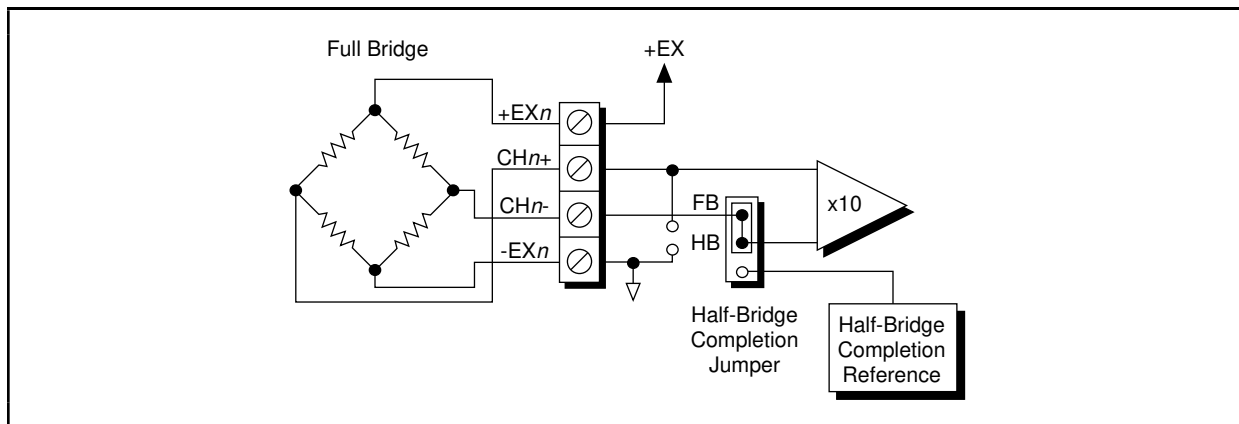 Full Bridge
+EX
+EXn
CHn+
CHn-
-EXn
FB
HB
x10
Half-Bridge
Completion
Jumper
Half-Bridge
Completion
Reference